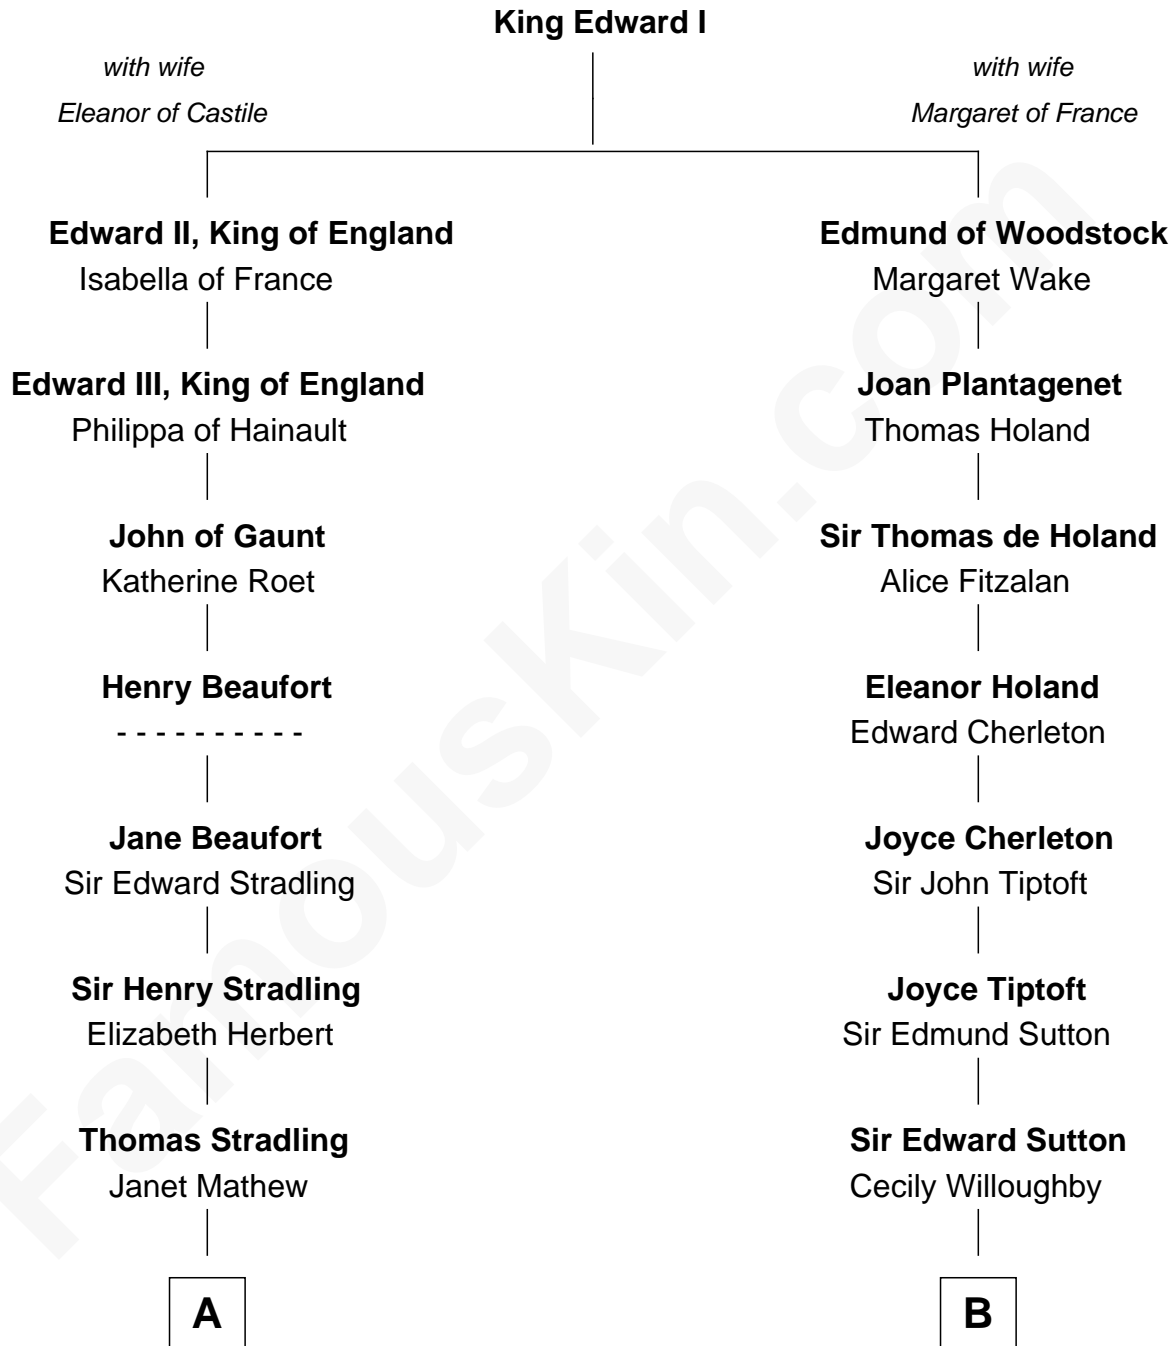 King Edward I
with wife
Eleanor of Castile
with wife
Margaret of France
Edward II, King of England
Isabella of France
Edmund of Woodstock
Margaret Wake
Edward III, King of England
Philippa of Hainault
Joan Plantagenet
Thomas Holand
John of Gaunt
Katherine Roet
Sir Thomas de Holand
Alice Fitzalan
Henry Beaufort
- - - - - - - - - -
Eleanor Holand
Edward Cherleton
Jane Beaufort
Sir Edward Stradling
Joyce Cherleton
Sir John Tiptoft
Sir Henry Stradling
Elizabeth Herbert
Joyce Tiptoft
Sir Edmund Sutton
Thomas Stradling
Janet Mathew
Sir Edward Sutton
Cecily Willoughby
A
B
FamousKin.com